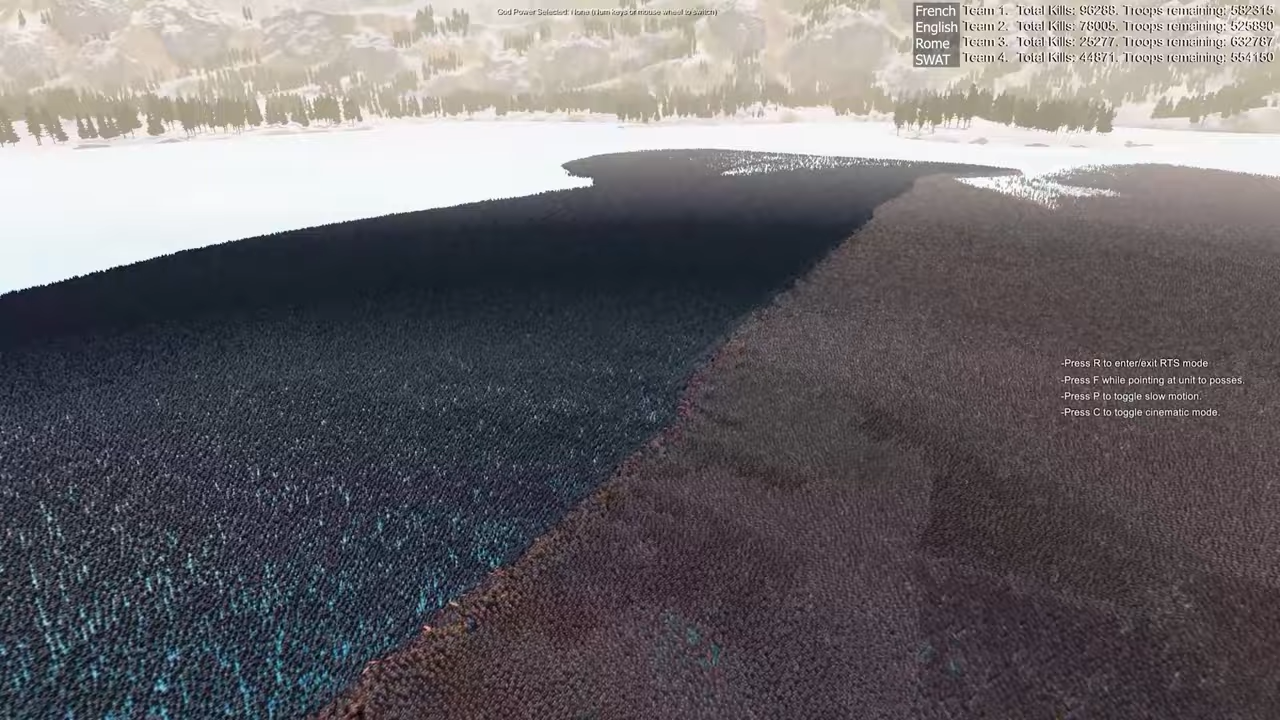 God Power Selected: None (Num keys or mouse wheel to switch)
French Team 1. Total Kills: 96288. Troops remaining: 582315
English Team 2. Total Kills: 78005. Troops remaining: 525890
Rome Team 3. Total Kills: 25277. Troops remaining: 632767
SWAT Team 4. Total Kills: 44871. Troops remaining: 554150
-Press R to enter/exit RTS mode
-Press F while pointing at unit to posses.
-Press P to toggle slow motion.
-Press C to toggle cinematic mode.